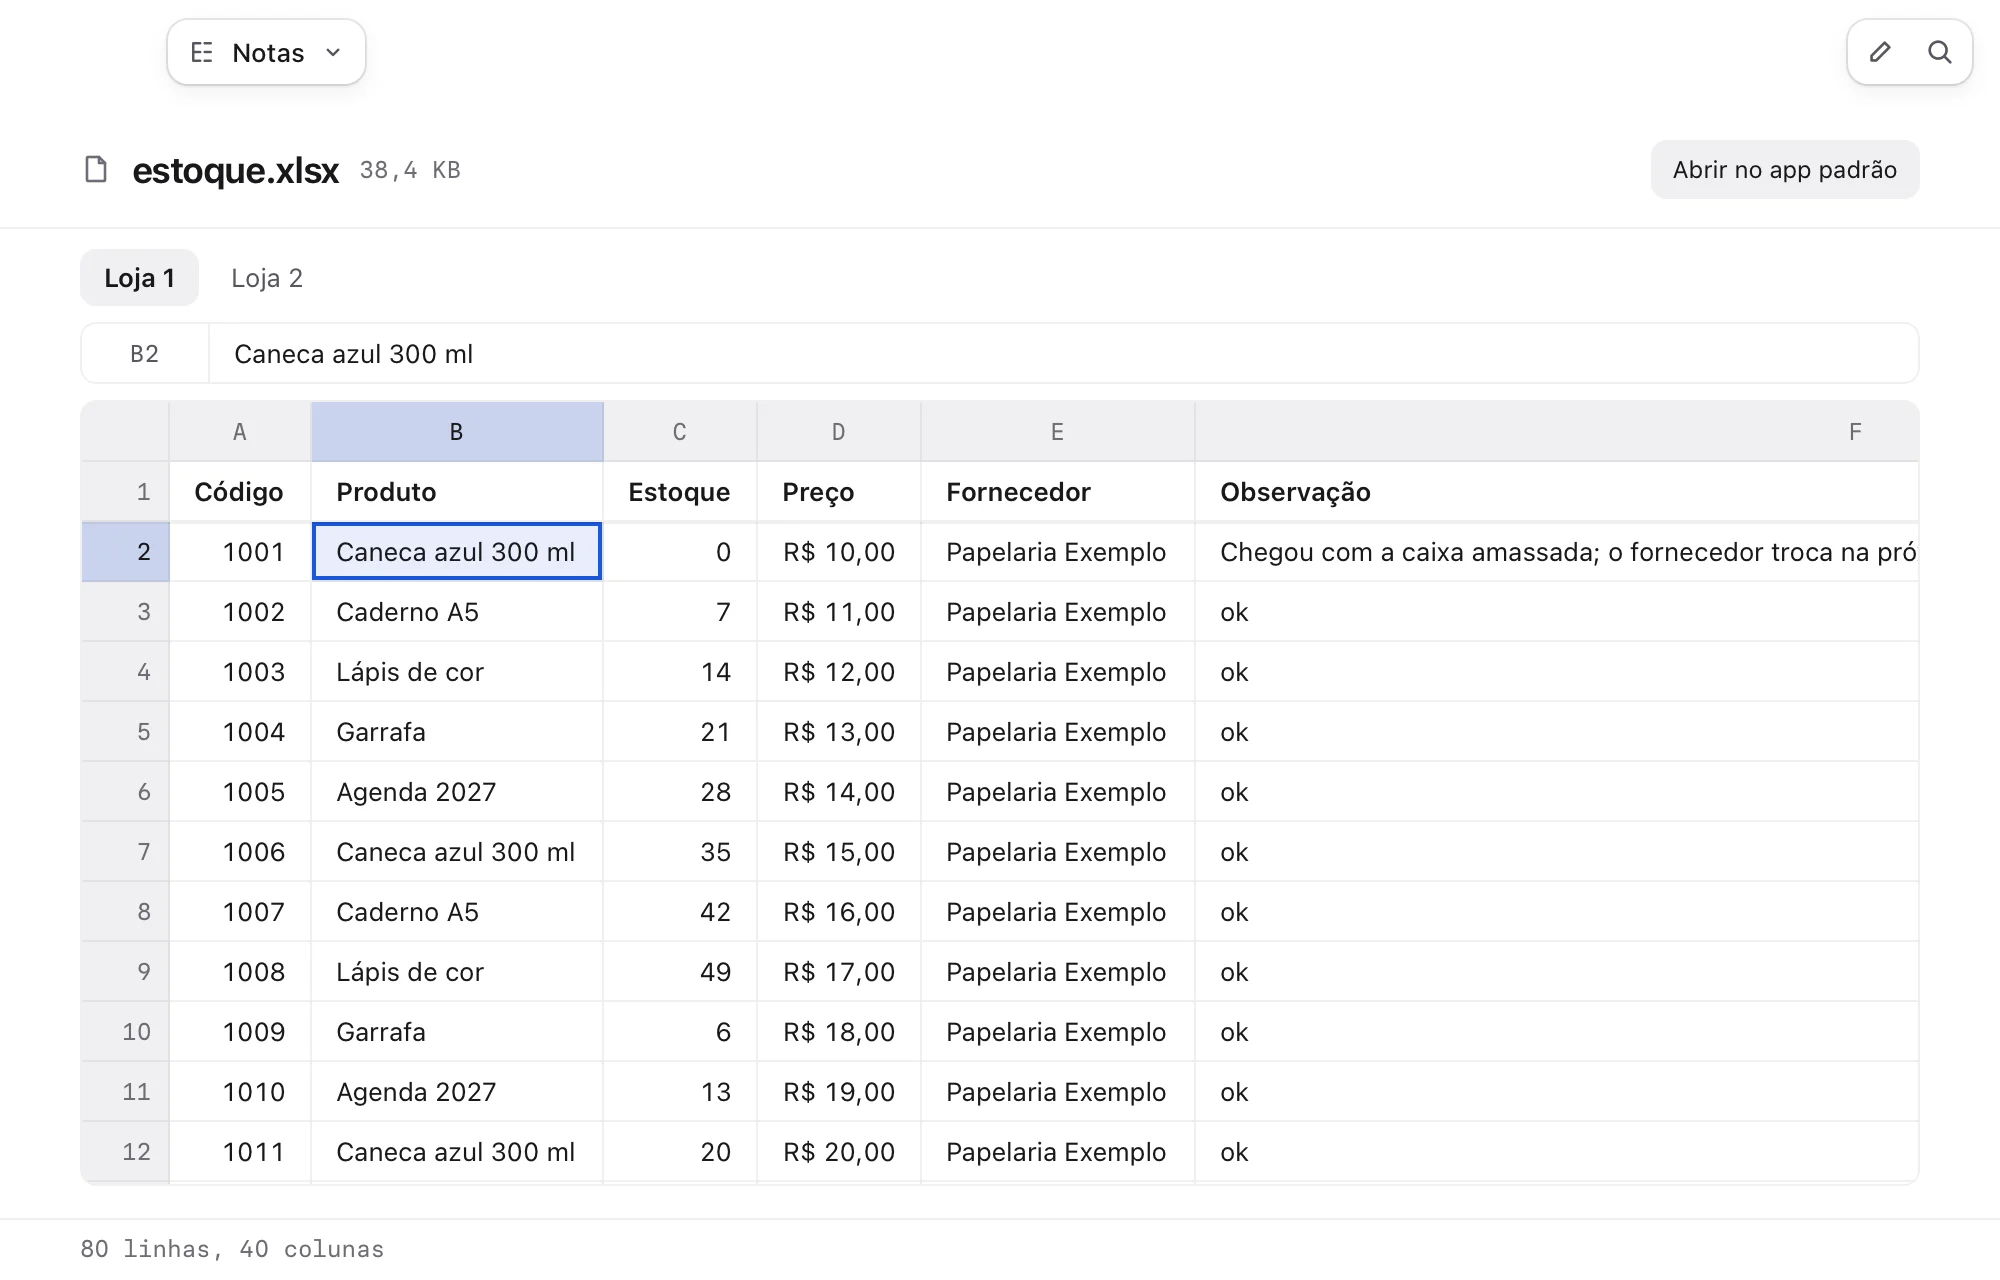 Notas
estoque.xlsx 38,4 KB Abrir no app padrão
Loja 1 Loja 2
B2 Caneca azul 300 ml
A B C D E F
1 Código Produto Estoque Preço Fornecedor Observação
2 1001 Caneca azul 300 ml 0 R$ 10,00 Papelaria Exemplo Chegou com a caixa amassada; o fornecedor troca na pró
3 1002 Caderno A5 7 R$ 11,00 Papelaria Exemplo ok
4 1003 Lápis de cor 14 R$ 12,00 Papelaria Exemplo ok
5 1004 Garrafa 21 R$ 13,00 Papelaria Exemplo ok
6 1005 Agenda 2027 28 R$ 14,00 Papelaria Exemplo ok
7 1006 Caneca azul 300 ml 35 R$ 15,00 Papelaria Exemplo ok
8 1007 Caderno A5 42 R$ 16,00 Papelaria Exemplo ok
9 1008 Lápis de cor 49 R$ 17,00 Papelaria Exemplo ok
10 1009 Garrafa 6 R$ 18,00 Papelaria Exemplo ok
11 1010 Agenda 2027 13 R$ 19,00 Papelaria Exemplo ok
12 1011 Caneca azul 300 ml 20 R$ 20,00 Papelaria Exemplo ok
80 linhas, 40 colunas